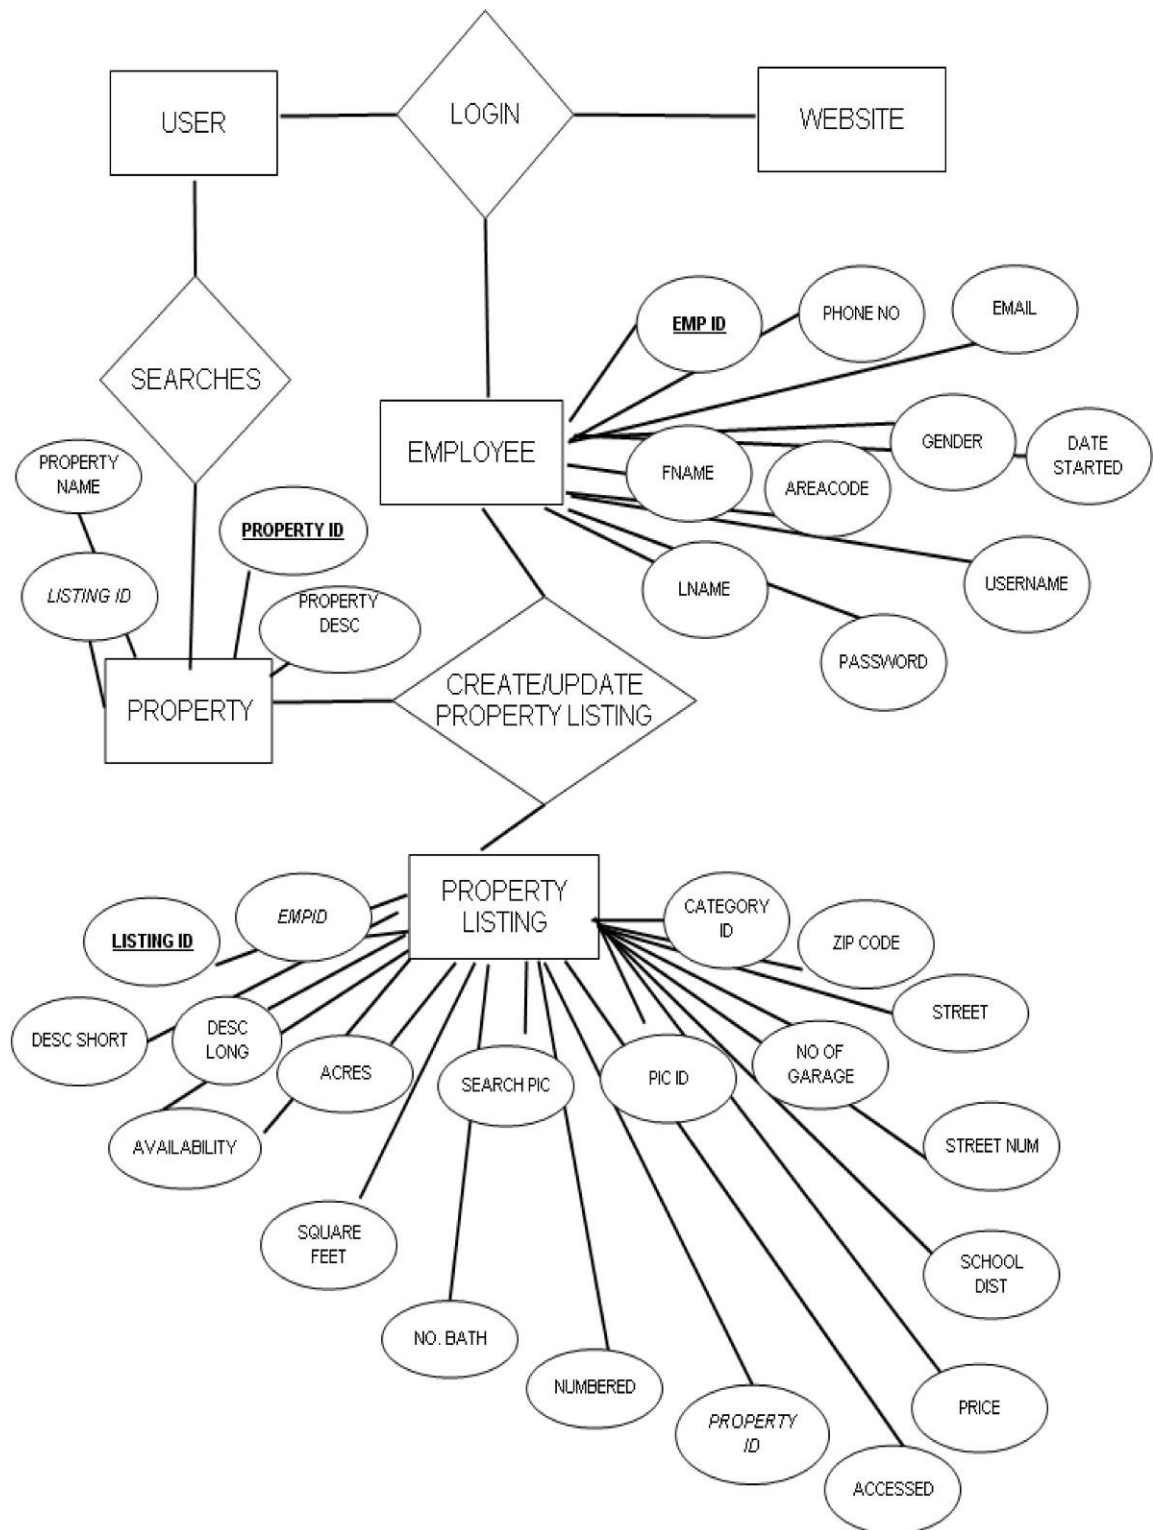 USER
LOGIN
WEBSITE
SEARCHES
EMP ID
PHONE NO
EMAIL
EMPLOYEE
GENDER
DATE
STARTED
FNAME
AREACODE
PROPERTY
NAME
PROPERTY ID
LISTING ID
PROPERTY
DESC
LNAME
USERNAME
PASSWORD
PROPERTY
CREATE/UPDATE
PROPERTY LISTING
PROPERTY
LISTING
EMPID
LISTING ID
CATEGORY
ID
ZIP CODE
STREET
DESC SHORT
DESC
LONG
ACRES
SEARCH PIC
PIC ID
NO OF
GARAGE
AVAILABILITY
STREET NUM
SQUARE
FEET
SCHOOL
DIST
NO. BATH
NUMBERED
PROPERTY
ID
PRICE
ACCESSED